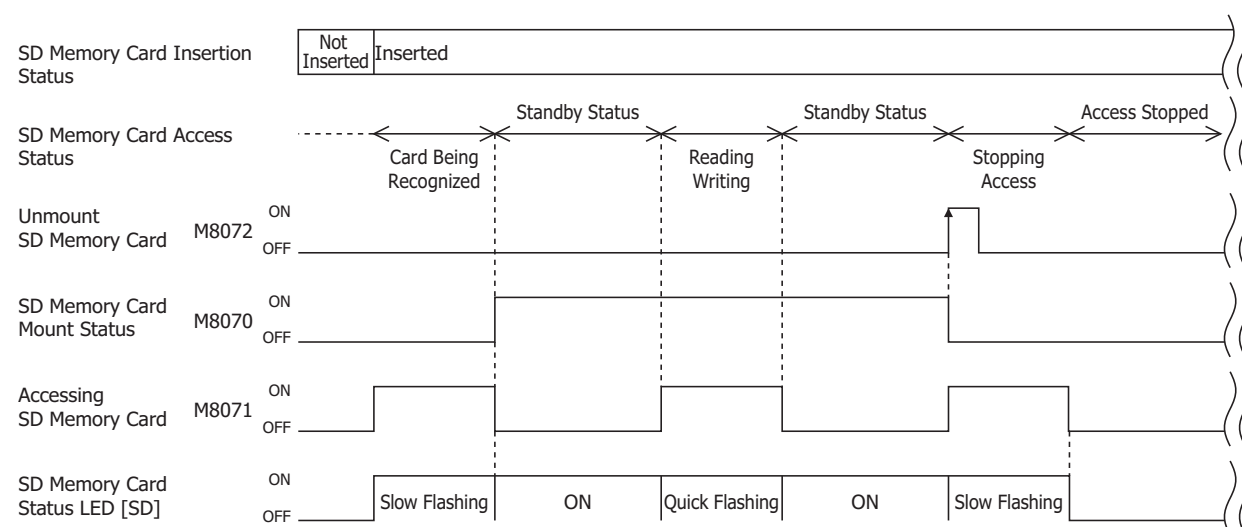 SD Memory Card Insertion
Status
Not
Inserted
Inserted
SD Memory Card Access
Status
Standby Status
Standby Status
Access Stopped
Card Being
Recognized
Reading
Writing
Stopping
Access
Unmount
SD Memory Card
M8072
ON
OFF
SD Memory Card
Mount Status
M8070
ON
OFF
Accessing
SD Memory Card
M8071
ON
OFF
SD Memory Card
Status LED [SD]
ON
OFF
Slow Flashing
ON
Quick Flashing
ON
Slow Flashing